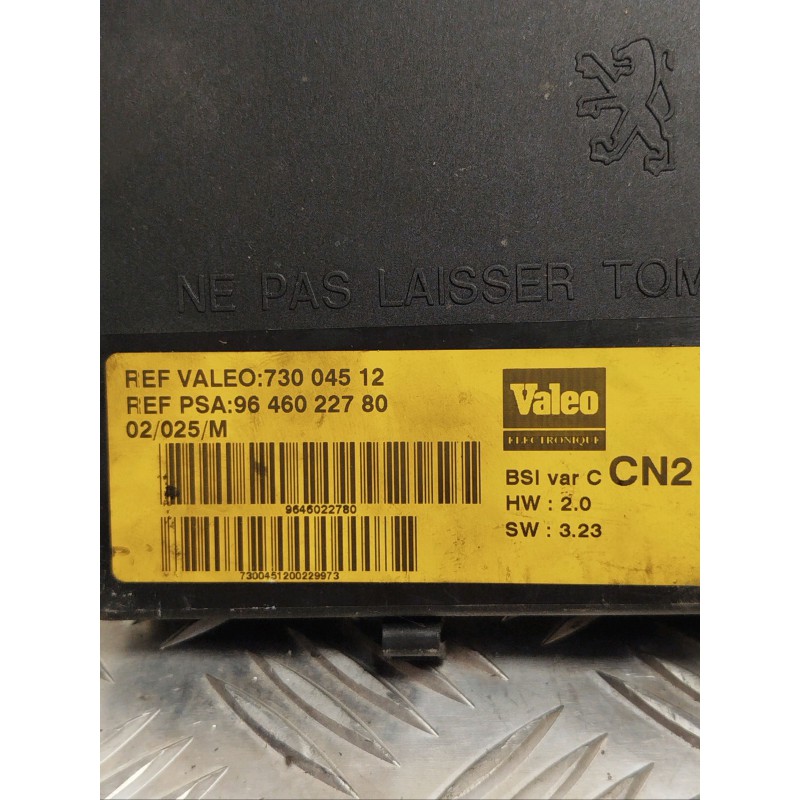 NE PAS LAISSER TOM
REF VALEO:730 045 12
REF PSA:96 460 227 80
02/025/M
9646022780
7300451200229973
Valeo
ELECTRONIQUE
BSI var C CN2
HW : 2.0
SW : 3.23